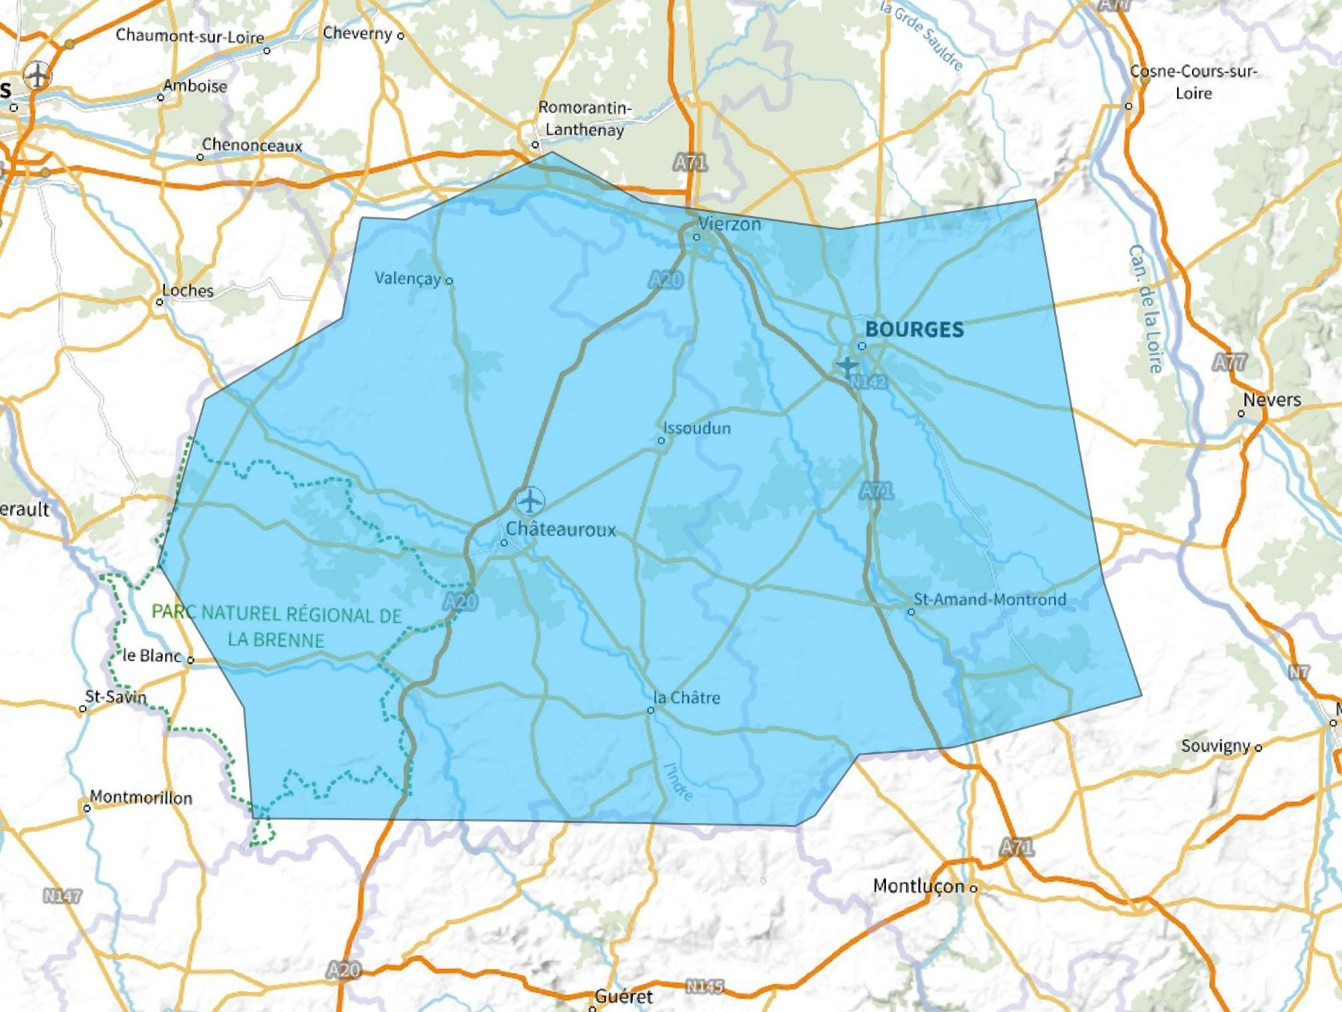 A77
la Grde Sauldre
Chaumont-sur-Loire
Cheverny
Cosne-Cours-sur-
Loire
S
Amboise
Romorantin-
Lanthenay
Chenonceaux
A71
Vierzon
Valençay
A20
Loches
Can. de la Loire
BOURGES
A77
N142
Nevers
Issoudun
A71
erault
Châteauroux
A20
St-Amand-Montrond
PARC NATUREL RÉGIONAL DE
LA BRENNE
le Blanc
N7
St-Savin
la Châtre
Souvigny
l'Indre
Montmorillon
A71
Montluçon
N147
A20
N145
Guéret